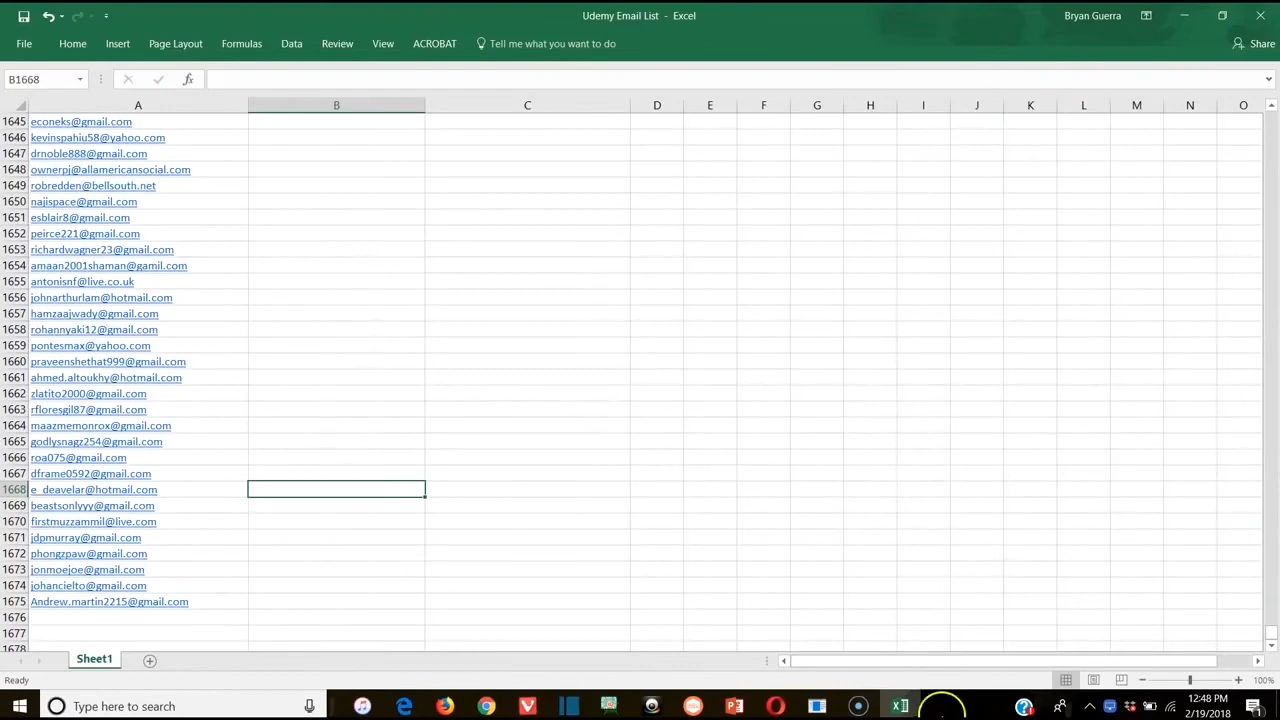 Udemy Email List - Excel
Bryan Guerra
File Home Insert Page Layout Formulas Data Review View ACROBAT Tell me what you want to do Share
B1668 fx
A B C D E F G H I J K L M N O
1645 econeks@gmail.com
1646 kevinspahiu58@yahoo.com
1647 drnoble888@gmail.com
1648 ownerpj@allamericansocial.com
1649 robredden@bellsouth.net
1650 najispace@gmail.com
1651 esblair8@gmail.com
1652 peirce221@gmail.com
1653 richardwagner23@gmail.com
1654 amaan2001shaman@gamil.com
1655 antonisnf@live.co.uk
1656 johnarthurlam@hotmail.com
1657 hamzaajwady@gmail.com
1658 rohannyaki12@gmail.com
1659 pontesmax@yahoo.com
1660 praveenshethat999@gmail.com
1661 ahmed.altoukhy@hotmail.com
1662 zlatito2000@gmail.com
1663 rfloresgil87@gmail.com
1664 maazmemonrox@gmail.com
1665 godlysnagz254@gmail.com
1666 roa075@gmail.com
1667 dframe0592@gmail.com
1668 e_deavelar@hotmail.com
1669 beastsonlyyy@gmail.com
1670 firstmuzzammil@live.com
1671 jdpmurray@gmail.com
1672 phongzpaw@gmail.com
1673 jonmoejoe@gmail.com
1674 johancielto@gmail.com
1675 Andrew.martin2215@gmail.com
1676
1677
1678
Sheet1
Ready
100%
Type here to search
12:48 PM
2/19/2018